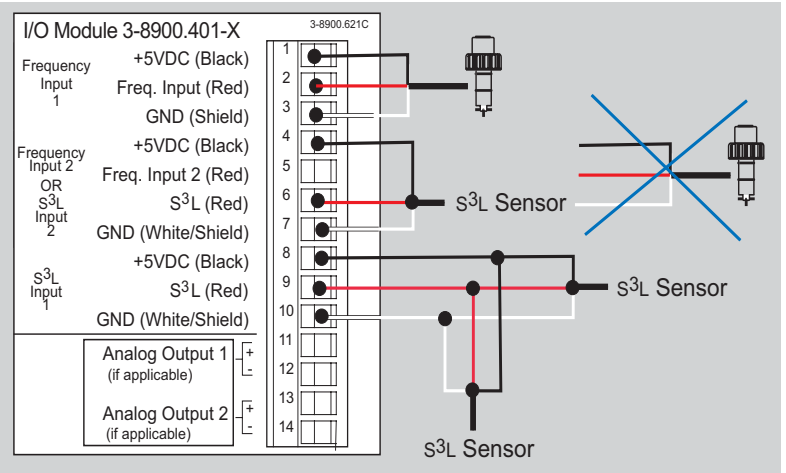 I/O Module 3-8900.401-X
3-8900.621C
Frequency
Input
1
+5VDC (Black)
1
Freq. Input (Red)
2
GND (Shield)
3
Frequency
Input 2
OR
S3L
Input
2
+5VDC (Black)
4
Freq. Input 2 (Red)
5
S3L (Red)
6
GND (White/Shield)
7
S3L Sensor
S3L
Input
1
+5VDC (Black)
8
S3L (Red)
9
GND (White/Shield)
10
S3L Sensor
S3L Sensor
Analog Output 1
(if applicable)
+
-
11
12
Analog Output 2
(if applicable)
+
-
13
14